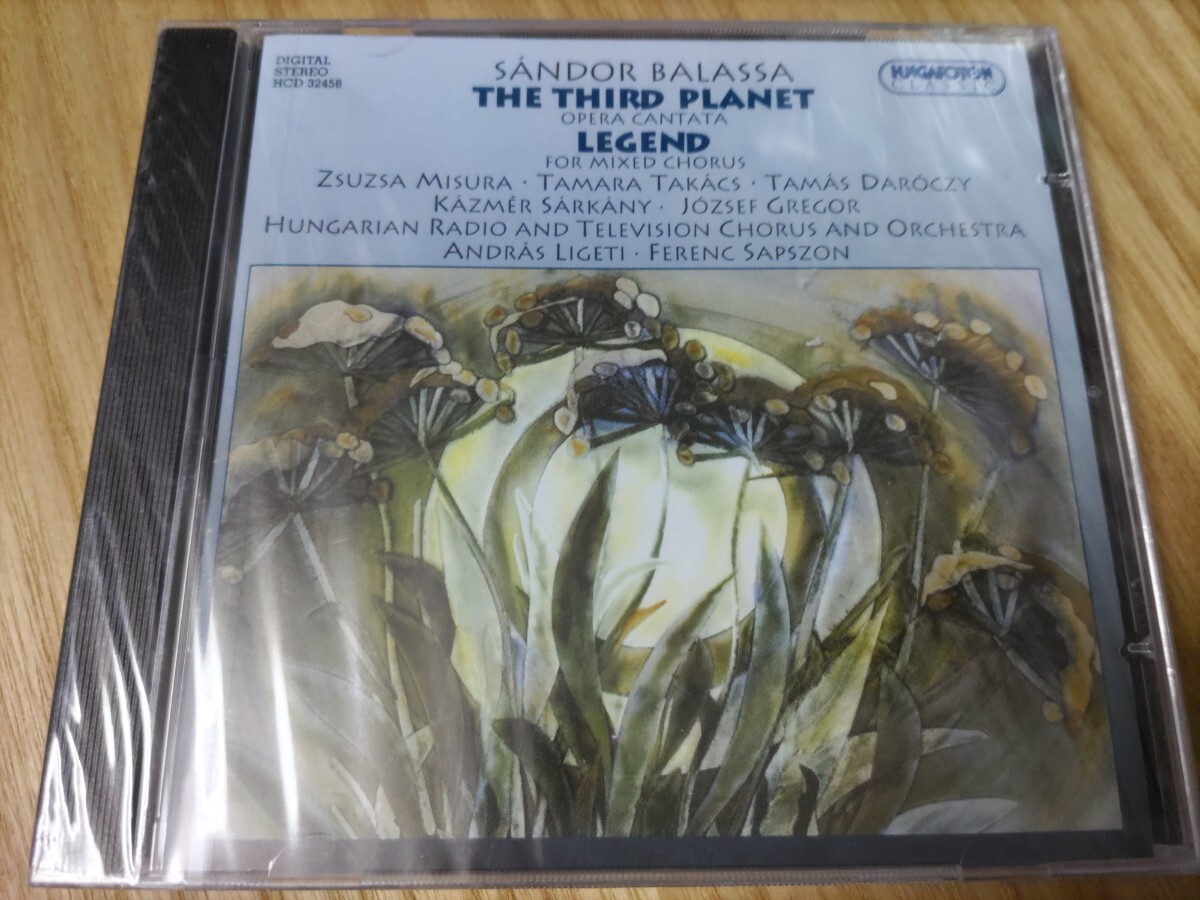 DIGITAL
STEREO
HCD 32458
SÁNDOR BALASSA
THE THIRD PLANET
OPERA CANTATA
LEGEND
FOR MIXED CHORUS
ZSUZSA MISURA · TAMARA TAKÁCS · TAMÁS DARÓCZY
KÁZMÉR SÁRKÁNY · JÓZSEF GREGOR
HUNGARIAN RADIO AND TELEVISION CHORUS AND ORCHESTRA
ANDRÁS LIGETI · FERENC SAPSZON
HUNGAROTON
CLASSIC